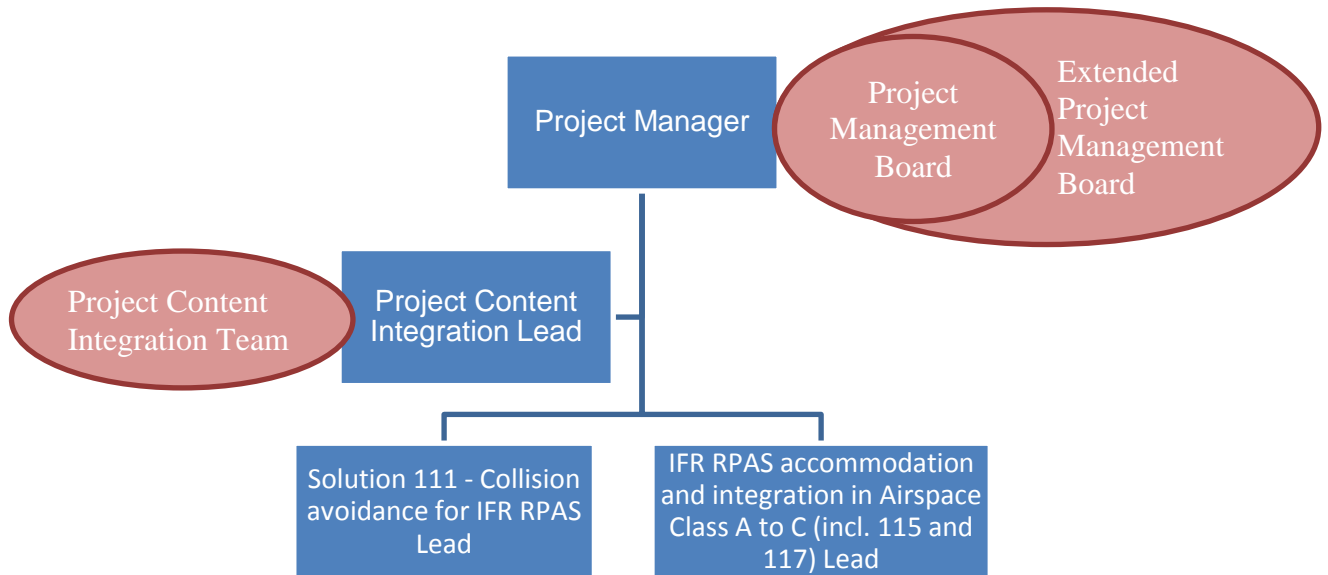 Project Manager
Project
Management
Board
Extended
Project
Management
Board
Project Content
Integration Team
Project Content
Integration Lead
Solution 111 - Collision
avoidance for IFR RPAS
Lead
IFR RPAS accommodation
and integration in Airspace
Class A to C (incl. 115 and
117) Lead